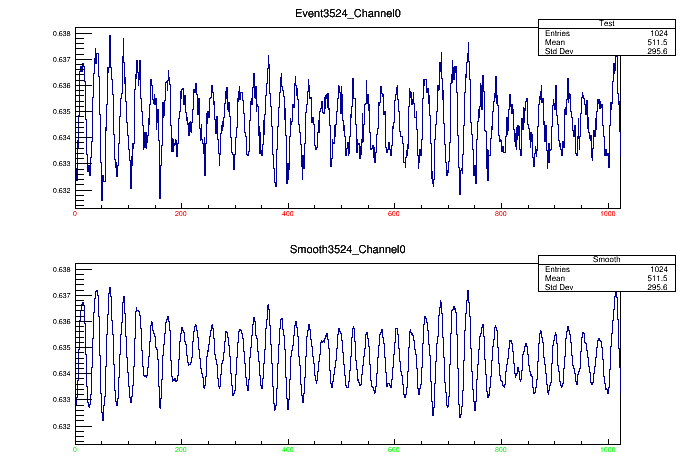 Event3524_Channel0
Test
Entries 1024
Mean 511.5
Std Dev 295.6
0.638
0.637
0.636
0.635
0.634
0.633
0.632
0 200 400 600 800 1000
Smooth3524_Channel0
Smooth
Entries 1024
Mean 511.5
Std Dev 295.6
0.638
0.637
0.636
0.635
0.634
0.633
0.632
0 200 400 600 800 1000